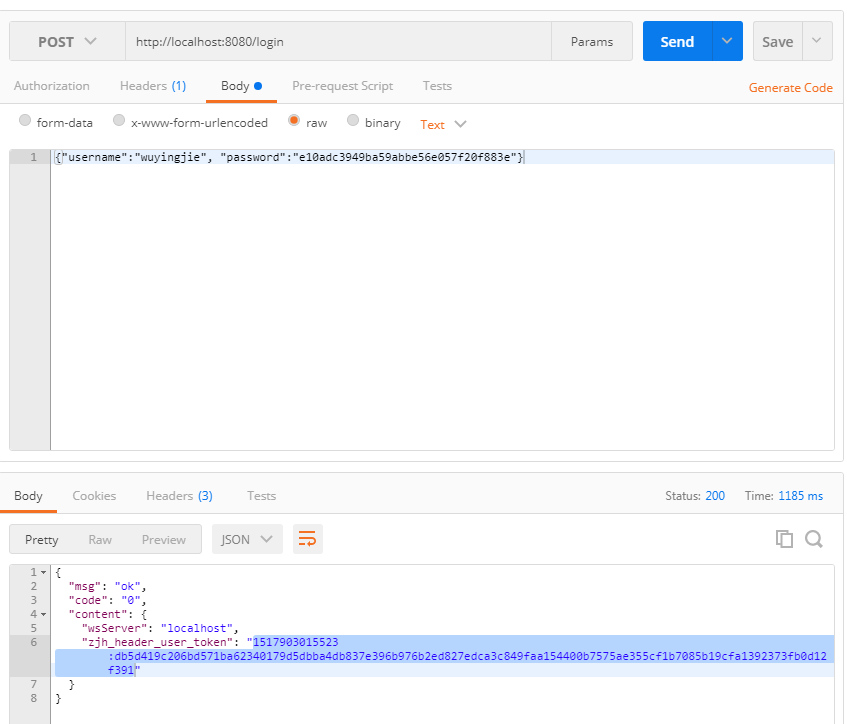 POST http://localhost:8080/login Params Send Save
Authorization Headers (1) Body Pre-request Script Tests Generate Code
form-data x-www-form-urlencoded raw binary Text
1 {"username":"wuyingjie", "password":"e10adc3949ba59abbe56e057f20f883e"}
Body Cookies Headers (3) Tests Status: 200 Time: 1185 ms
Pretty Raw Preview JSON
1 {
2 "msg": "ok",
3 "code": "0",
4 "content": {
5 "wsServer": "localhost",
6 "zjh_header_user_token": "1517903015523
:db5d419c206bd571ba62340179d5dbba4db837e396b976b2ed827edca3c849faa154400b7575ae355cf1b7085b19cfa1392373fb0d12
f391"
7 }
8 }